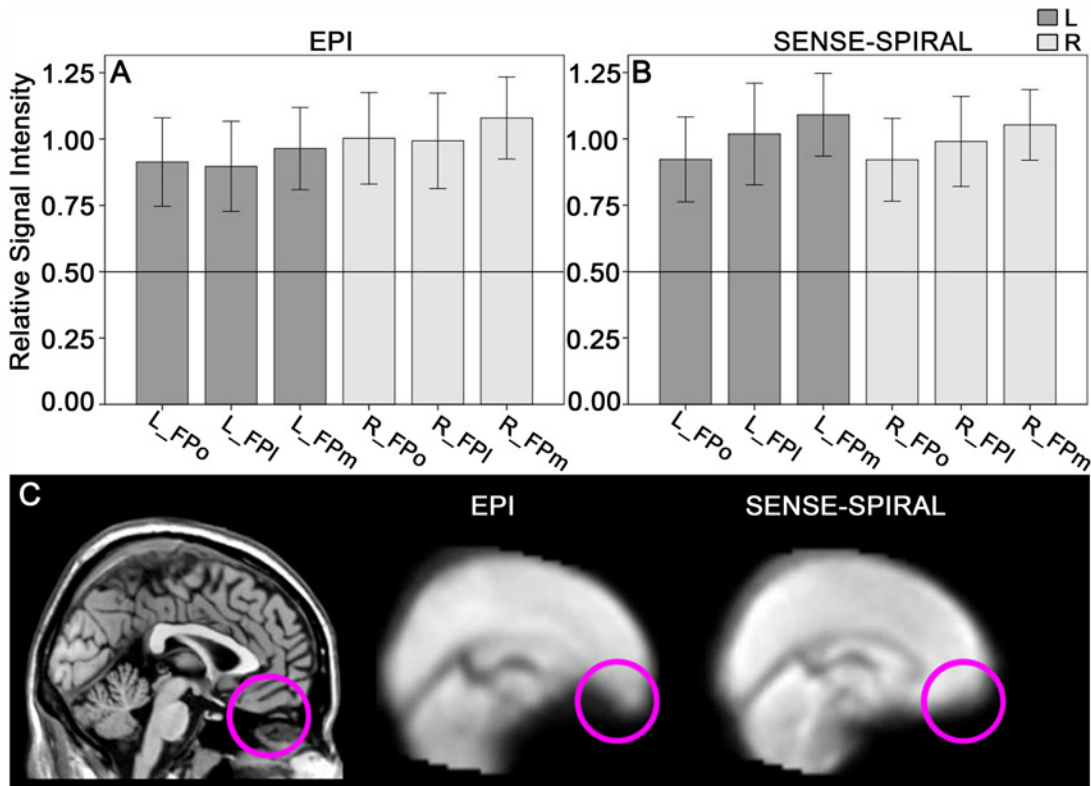 L
R
EPI
SENSE-SPIRAL
Relative Signal Intensity
A
1.25
1.00
0.75
0.50
0.25
0.00
L_FPo
L_FPl
L_FPm
R_FPo
R_FPl
R_FPm
B
1.25
1.00
0.75
0.50
0.25
0.00
L_FPo
L_FPl
L_FPm
R_FPo
R_FPl
R_FPm
C
EPI
SENSE-SPIRAL